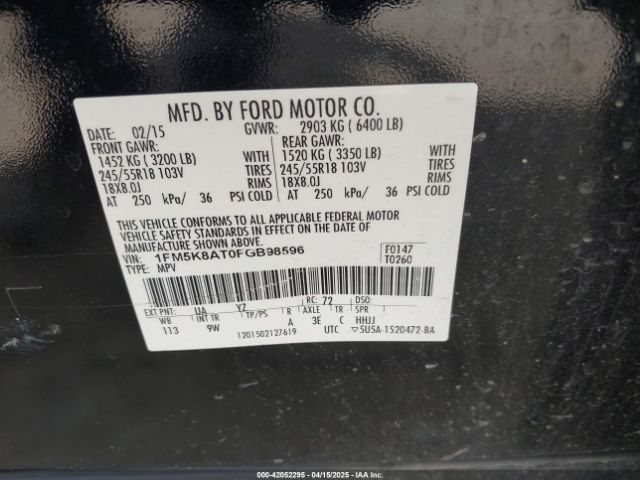 MFD. BY FORD MOTOR CO.
DATE: 02/15 GVWR: 2903 KG ( 6400 LB)
FRONT GAWR: REAR GAWR:
1452 KG ( 3200 LB) WITH 1520 KG ( 3350 LB) WITH
245/55R18 103V TIRES 245/55R18 103V TIRES
18X8.0J RIMS 18X8.0J RIMS
AT 250 kPa/ 36 PSI COLD AT 250 kPa/ 36 PSI COLD
THIS VEHICLE CONFORMS TO ALL APPLICABLE FEDERAL MOTOR
VEHICLE SAFETY STANDARDS IN EFFECT ON THE DATE OF
MANUFACTURE SHOWN ABOVE.
VIN: 1FM5K8AT0FGB98596 F0147
TYPE: MPV T0260
EXT PNT: UA YZ RC: 72 DSO:
WB INT TR TP/PS R AXLE TR SPR
113 9W A 3E C HHJJ
1201502127619 UTC ▽5U5A-1520472-BA
000-42052295 - 04/15/2025 - IAA Inc.